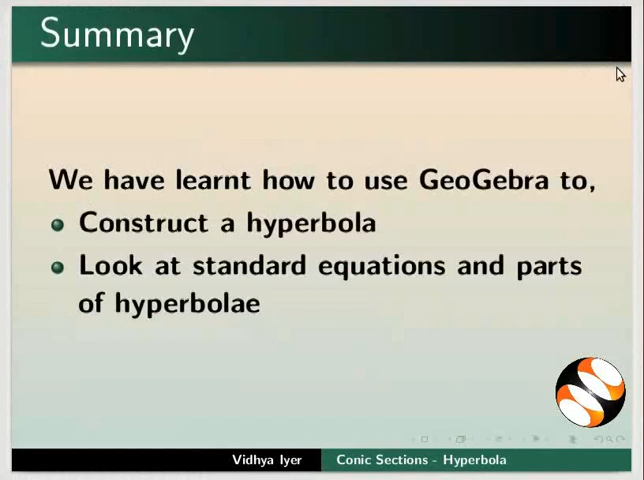 Summary
We have learnt how to use GeoGebra to,
Construct a hyperbola
Look at standard equations and parts
of hyperbolae
Vidhya Iyer
Conic Sections - Hyperbola